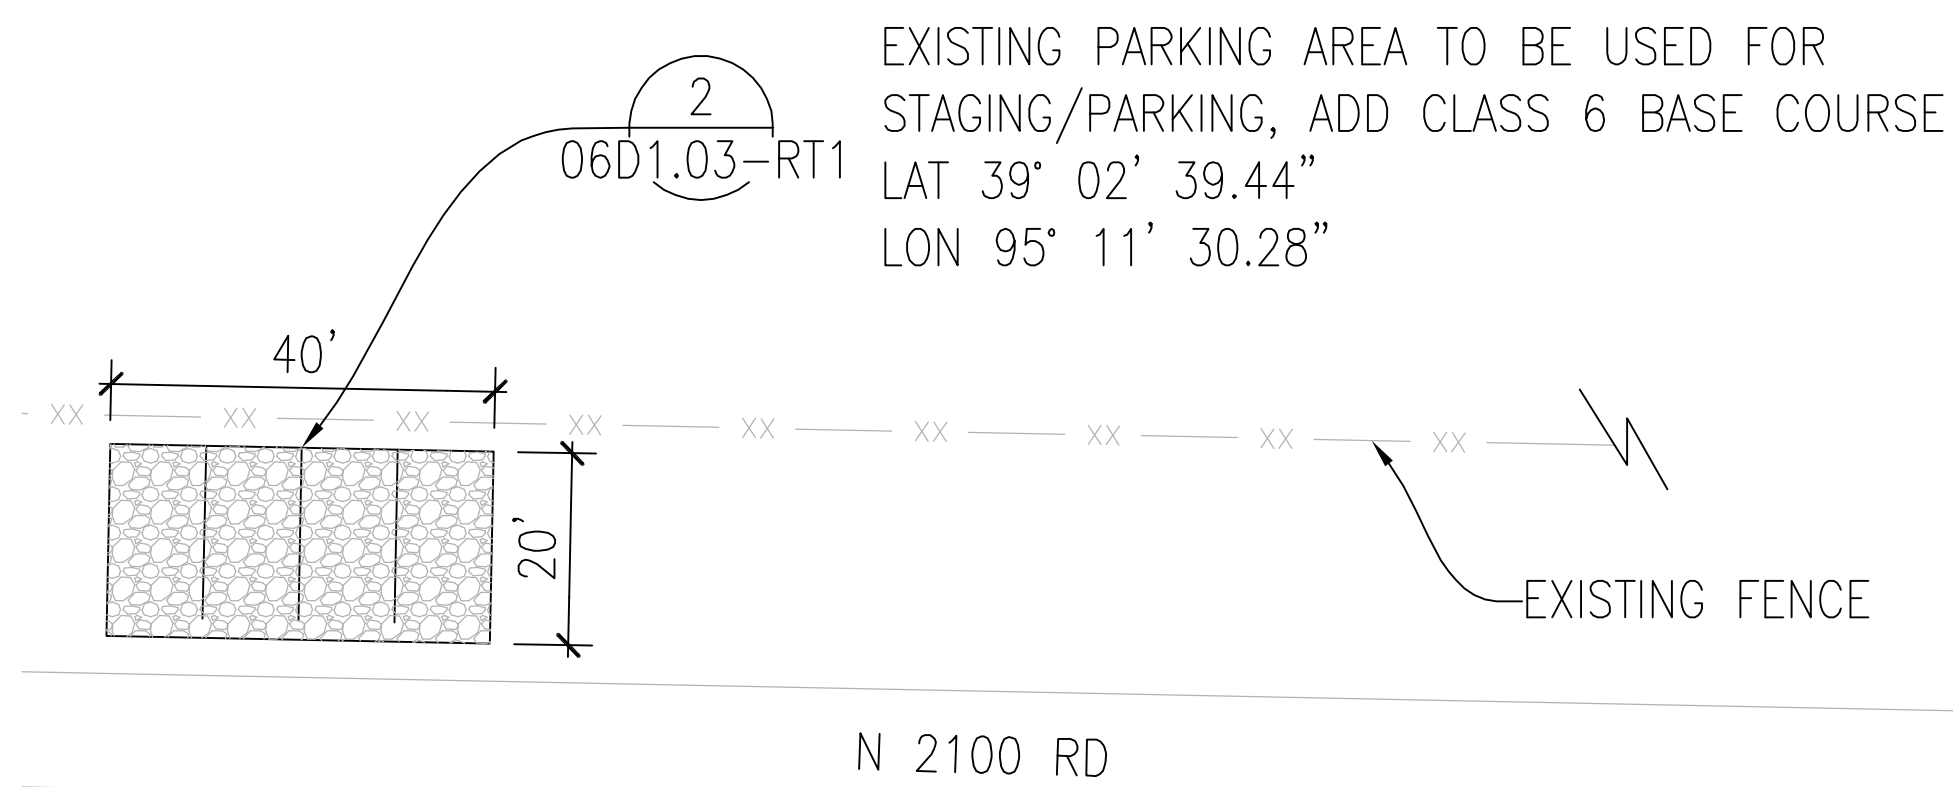 EXISTING PARKING AREA TO BE USED FOR
STAGING/PARKING, ADD CLASS 6 BASE COURSE
LAT 39° 02' 39.44"
LON 95° 11' 30.28"
2
06D1.03-RT1
40'
XX XX XX XX XX XX XX XX XX
20'
EXISTING FENCE
N 2100 RD